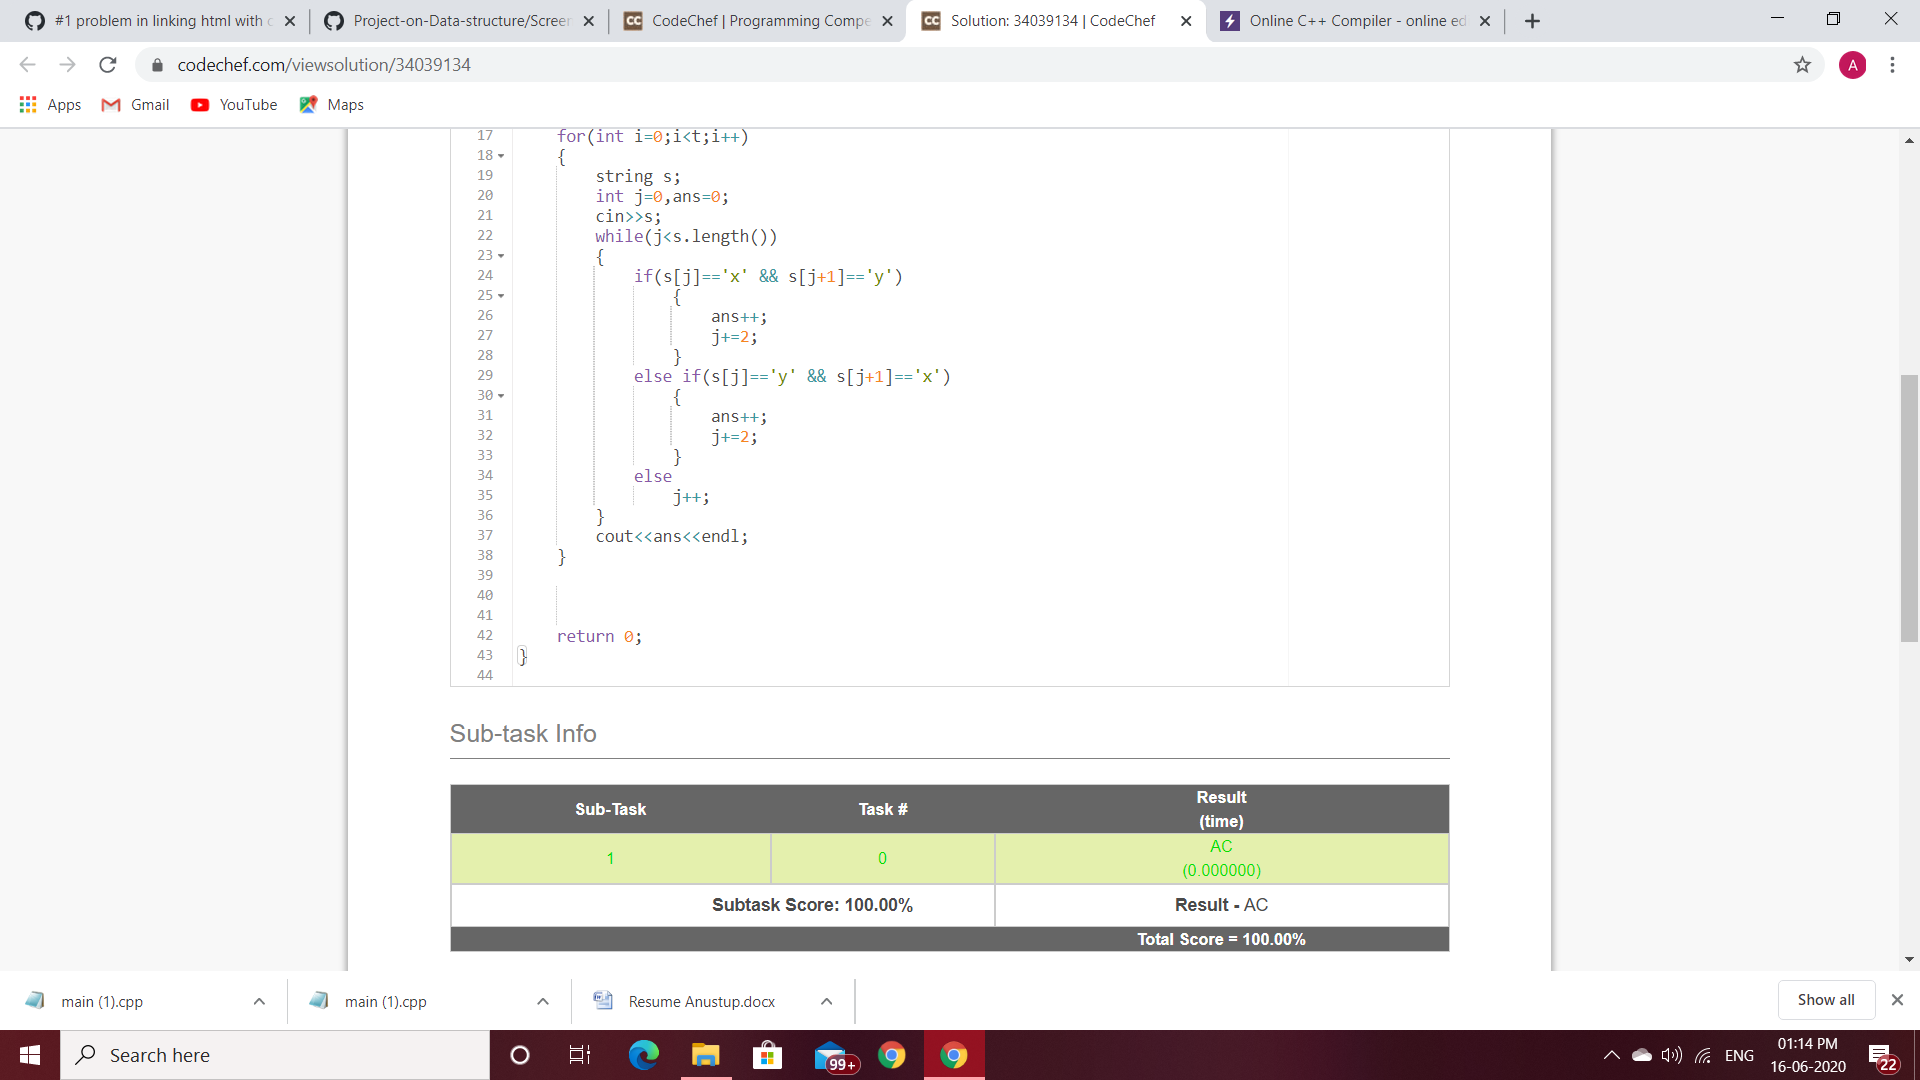 #1 problem in linking html with c
Project-on-Data-structure/Screen
CC CodeChef | Programming Compe
CC Solution: 34039134 | CodeChef
Online C++ Compiler - online ed
codechef.com/viewsolution/34039134
A
Apps Gmail YouTube Maps
17 for(int i=0;i<t;i++)
18 {
19 string s;
20 int j=0,ans=0;
21 cin>>s;
22 while(j<s.length())
23 {
24 if(s[j]=='x' && s[j+1]=='y')
25 {
26 ans++;
27 j+=2;
28 }
29 else if(s[j]=='y' && s[j+1]=='x')
30 {
31 ans++;
32 j+=2;
33 }
34 else
35 j++;
36 }
37 cout<<ans<<endl;
38 }
39
40
41
42 return 0;
43 }
44
Sub-task Info
Sub-Task Task # Result
(time)
1 0 AC
(0.000000)
Subtask Score: 100.00% Result - AC
Total Score = 100.00%
main (1).cpp main (1).cpp Resume Anustup.docx Show all
Search here
99+
ENG
01:14 PM
16-06-2020
22